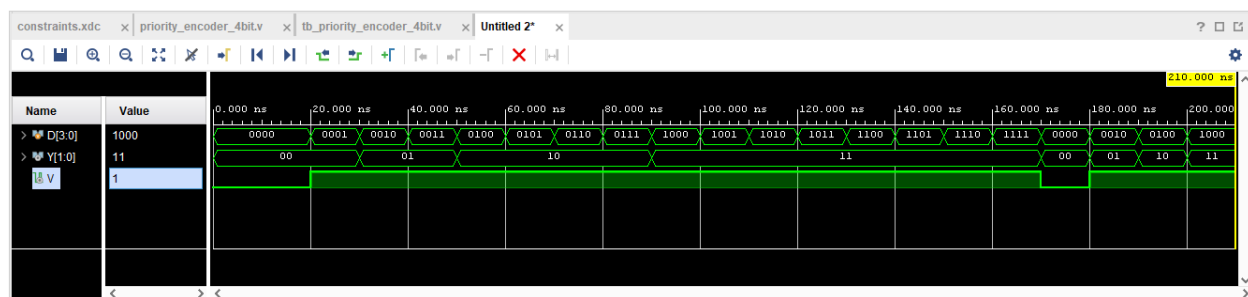 constraints.xdc × priority_encoder_4bit.v × tb_priority_encoder_4bit.v × Untitled 2* × ?
210.000 ns
Name Value 0.000 ns 20.000 ns 40.000 ns 60.000 ns 80.000 ns 100.000 ns 120.000 ns 140.000 ns 160.000 ns 180.000 ns 200.000
> D[3:0] 1000 0000 0001 0010 0011 0100 0101 0110 0111 1000 1001 1010 1011 1100 1101 1110 1111 0000 0010 0100 1000
> Y[1:0] 11 00 01 10 11 00 01 10 11
V 1